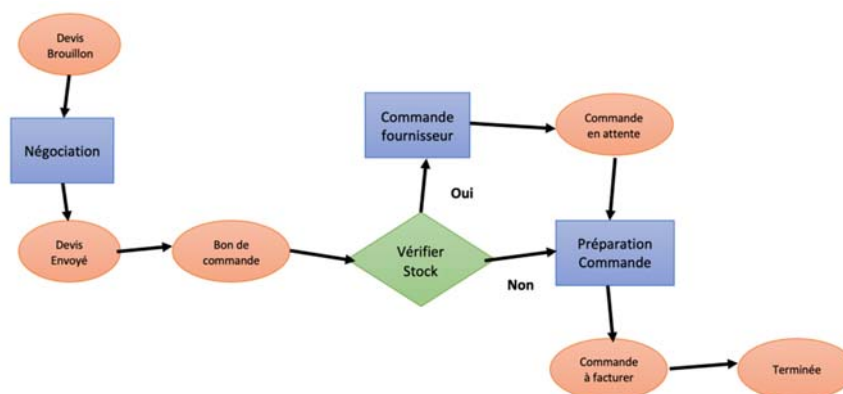 Devis
Brouillon
Négociation
Devis
Envoyé
Bon de
commande
Vérifier
Stock
Oui
Non
Commande
fournisseur
Commande
en attente
Préparation
Commande
Commande
à facturer
Terminée